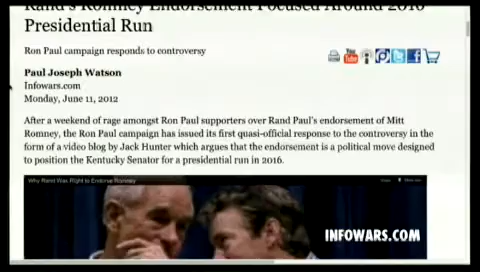 Rand's Romney Endorsement Focused Around 2016
Presidential Run
Ron Paul campaign responds to controversy
You
Tube
Paul Joseph Watson
Infowars.com
Monday, June 11, 2012
After a weekend of rage amongst Ron Paul supporters over Rand Paul's endorsement of Mitt
Romney, the Ron Paul campaign has issued its first quasi-official response to the controversy in the
form of a video blog by Jack Hunter which argues that the endorsement is a political move designed
to position the Kentucky Senator for a presidential run in 2016.
Why Rand Was Right to Endorse Romney
INFOWARS.COM